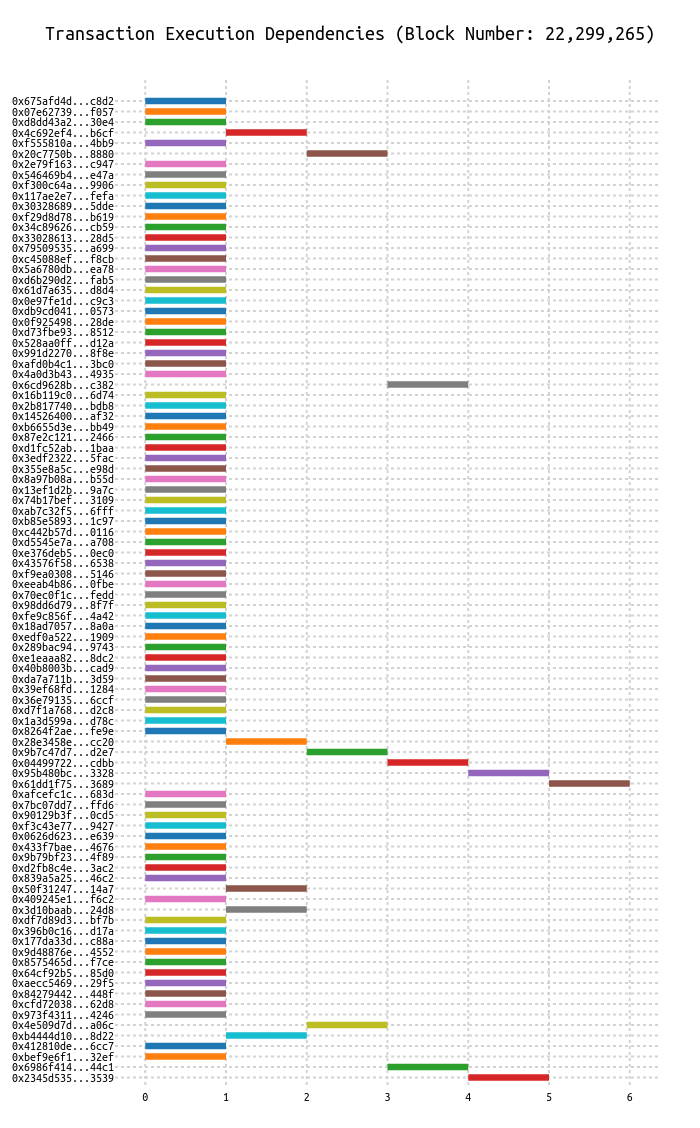 Transaction Execution Dependencies (Block Number: 22,299,265)
0x675afd4d...c8d2
0x07e62739...f057
0xd8dd43a2...30e4
0x4c692ef4...b6cf
0xf555810a...4bb9
0x20c7750b...8880
0x2e79f163...c947
0x546469b4...e47a
0xf300c64a...9906
0x117ae2e7...fefa
0x30328689...5dde
0xf29d8d78...b619
0x34c89626...cb59
0x33028613...28d5
0x79509535...a699
0xc45088ef...f8cb
0x5a6780db...ea78
0xd6b290d2...fab5
0x61d7a635...d8d4
0x0e97fe1d...c9c3
0xdb9cd041...0573
0x0f925498...28de
0xd73fbe93...8512
0x528aa0ff...d12a
0x991d2270...8f8e
0xafd0b4c1...3bc0
0x4a0d3b43...4935
0x6cd9628b...c382
0x16b119c0...6d74
0x2b817740...bdb8
0x14526400...af32
0xb6655d3e...bb49
0x87e2c121...2466
0xd1fc52ab...1baa
0x3edf2322...5fac
0x355e8a5c...e98d
0x8a97b08a...b55d
0x13ef1d2b...9a7c
0x74b17bef...3109
0xab7c32f5...6fff
0xb85e5893...1c97
0xc442b57d...0116
0xd5545e7a...a708
0xe376deb5...0ec0
0x43576f58...6538
0xf9ea0308...5146
0xeeab4b86...0fbe
0x70ec0f1c...fedd
0x98dd6d79...8f7f
0xfe9c856f...4a42
0x18ad7057...8a0a
0xedf0a522...1909
0x289bac94...9743
0xe1eaaa82...8dc2
0x40b8003b...cad9
0xda7a711b...3d59
0x39ef68fd...1284
0x36e79135...6ccf
0xd7f1a768...d2c8
0x1a3d599a...d78c
0x8264f2ae...fe9e
0x28e3458e...cc20
0x9b7c47d7...d2e7
0x04499722...cdbb
0x95b480bc...3328
0x61dd1f75...3689
0xafcefc1c...683d
0x7bc07dd7...ffd6
0x90129b3f...0cd5
0xf3c43e77...9427
0x0626d623...e639
0x433f7bae...4676
0x9b79bf23...4f89
0xd2fb8c4e...3ac2
0x839a5a25...46c2
0x50f31247...14a7
0x409245e1...f6c2
0x3d10baab...24d8
0xdf7d89d3...bf7b
0x396b0c16...d17a
0x177da33d...c88a
0x9d48876e...4552
0x8575465d...f7ce
0x64cf92b5...85d0
0xaecc5469...29f5
0x84279442...448f
0xcfd72038...62d8
0x973f4311...4246
0x4e509d7d...a06c
0xb4444d10...8d22
0x412810de...6cc7
0xbef9e6f1...32ef
0x6986f414...44c1
0x2345d535...3539
0 1 2 3 4 5 6